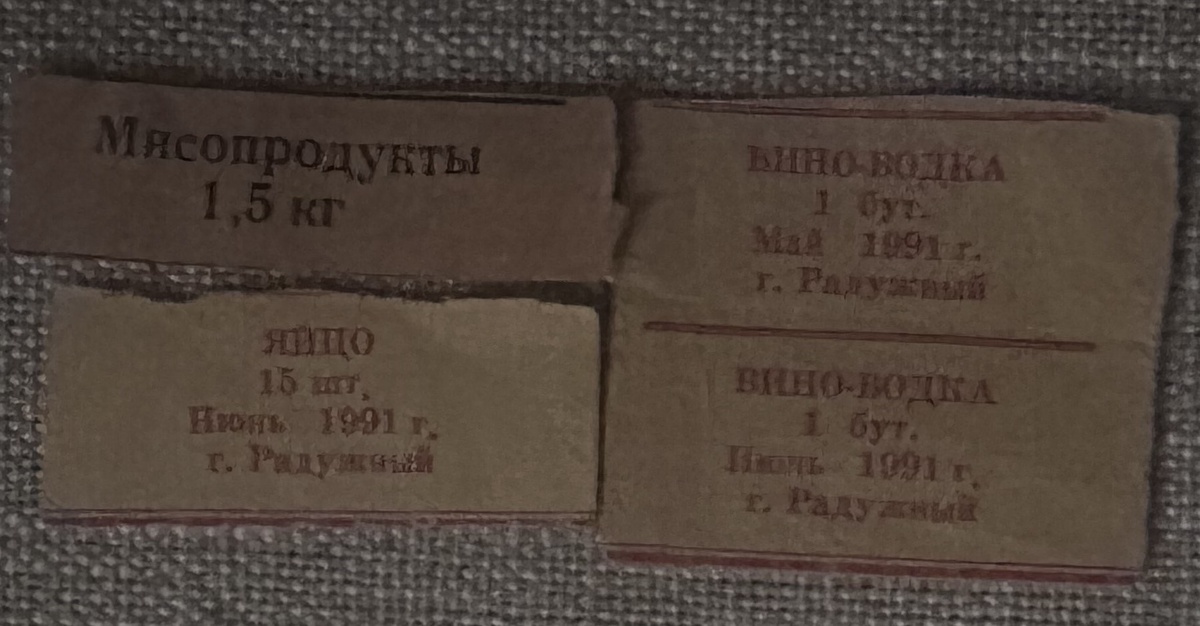 Мясопродукты
1,5 кг
ЯЙЦО
15 шт.
Июнь 1991 г.
г. Радужный
ВИНО-ВОДКА
1 бут.
Май 1991 г.
г. Радужный
ВИНО-ВОДКА
1 бут.
Июнь 1991 г.
г. Радужный